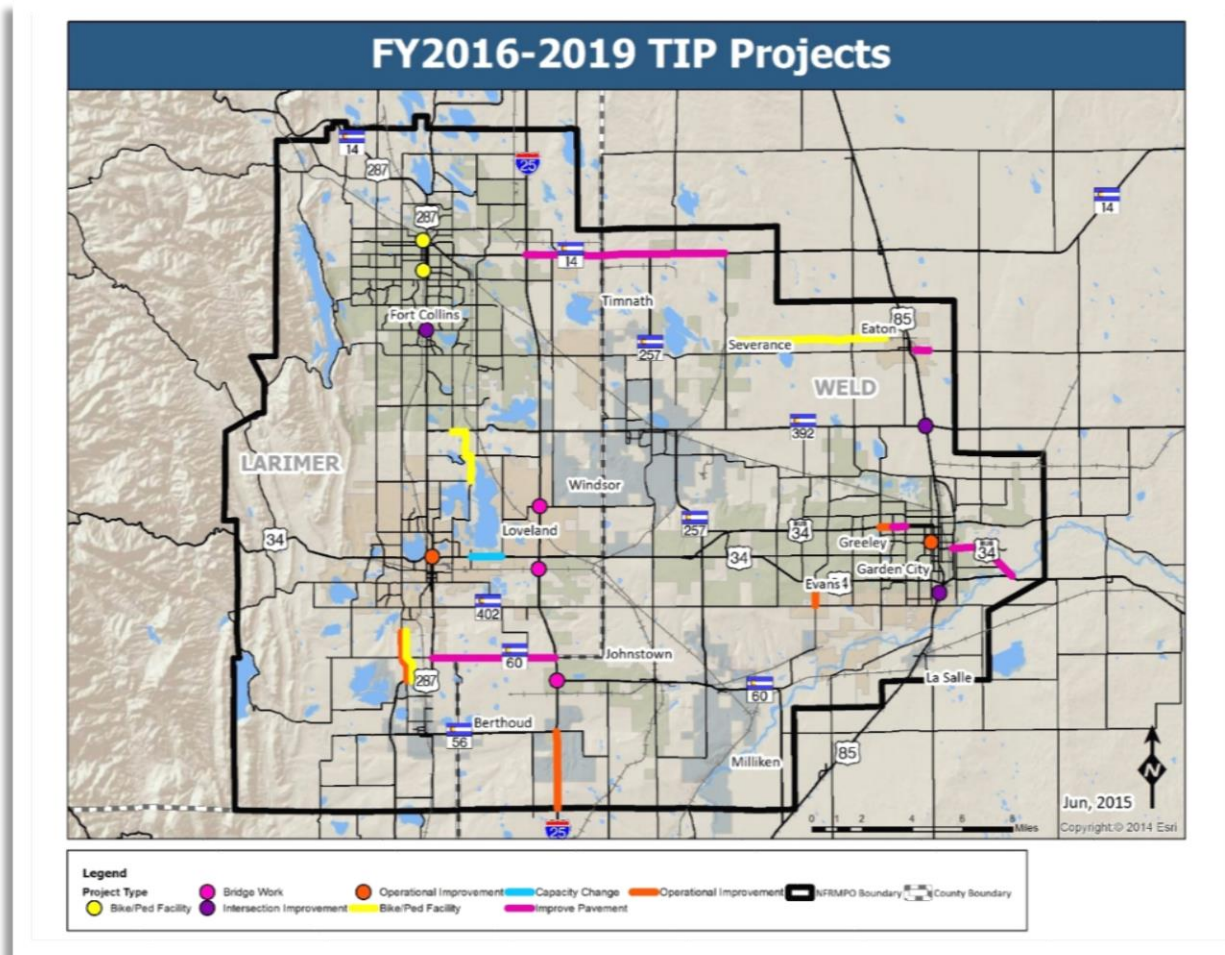 FY2016-2019 TIP Projects
14
287
25
287
14
14
Timnath
Fort Collins
85
Eaton
257
Severance
WELD
392
LARIMER
Windsor
257
Loveland
34
34
BUS 34
Greeley
BUS 34
Garden City
Evans
402
60
Johnstown
287
60
La Salle
Berthoud
56
85
Milliken
N
Jun, 2015
0 2 4 6 8 Miles
Copyright:© 2014 Esri
25
Legend
Project Type Bridge Work Operational Improvement Capacity Change Operational Improvement NFRMPO Boundary County Boundary
Bike/Ped Facility Intersection Improvement Bike/Ped Facility Improve Pavement